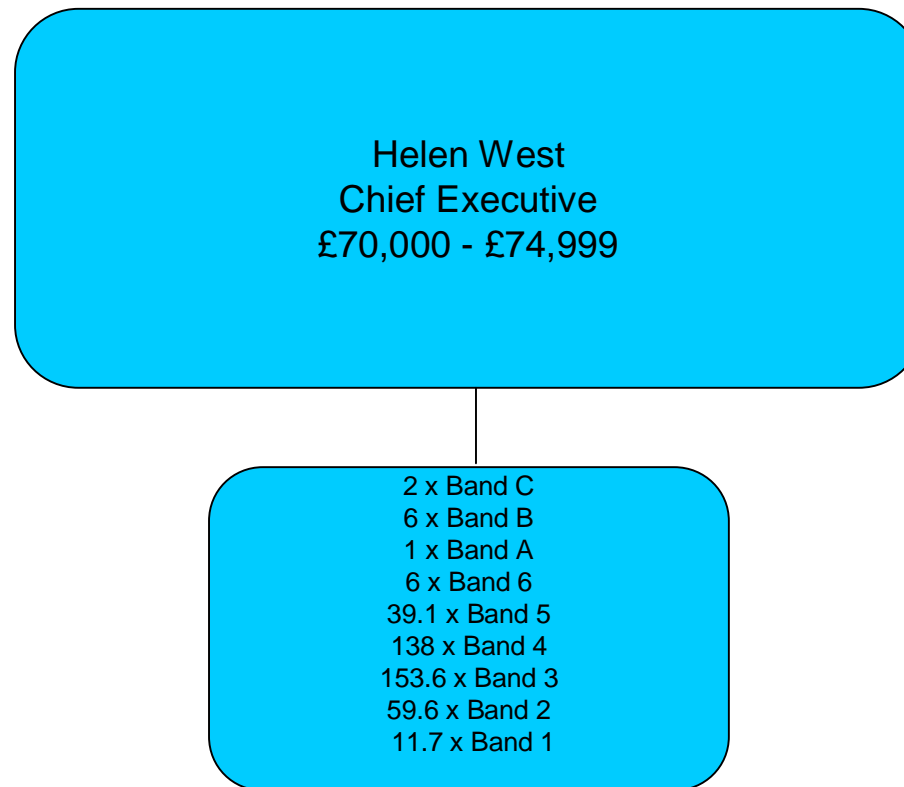 Helen West
Chief Executive
£70,000 - £74,999
2 x Band C
6 x Band B
1 x Band A
6 x Band 6
39.1 x Band 5
138 x Band 4
153.6 x Band 3
59.6 x Band 2
11.7 x Band 1